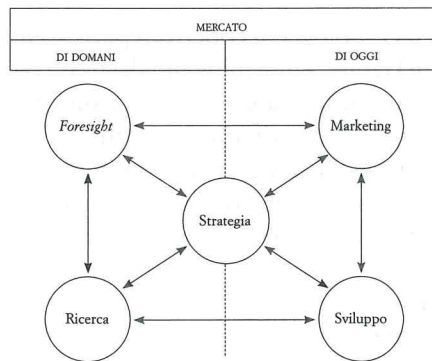 MERCATO
DI DOMANI DI OGGI
Foresight Marketing
Strategia
Ricerca Sviluppo